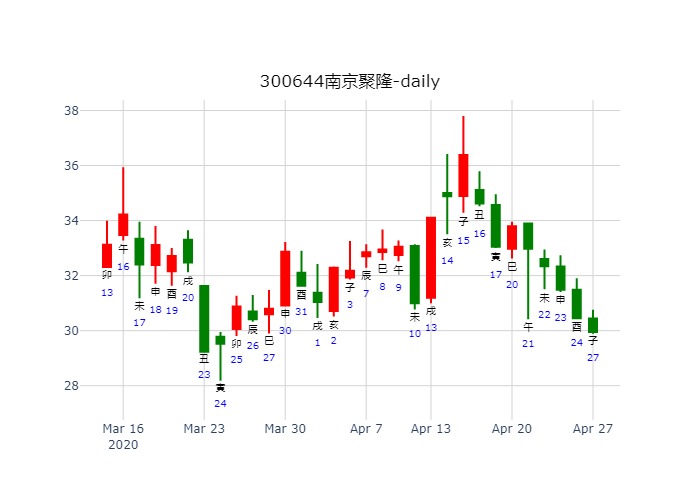 300644南京聚隆-daily
38
36
34
32
30
28
卯
13
午
16
未
17
申
18
酉
19
戌
20
丑
23
寅
24
卯
25
辰
26
巳
27
申
30
酉
31
戌
1
亥
2
子
3
辰
7
巳
8
午
9
未
10
戌
13
亥
14
子
15
丑
16
寅
17
巳
20
午
21
未
22
申
23
酉
24
子
27
Mar 16
2020
Mar 23
Mar 30
Apr 7
Apr 13
Apr 20
Apr 27